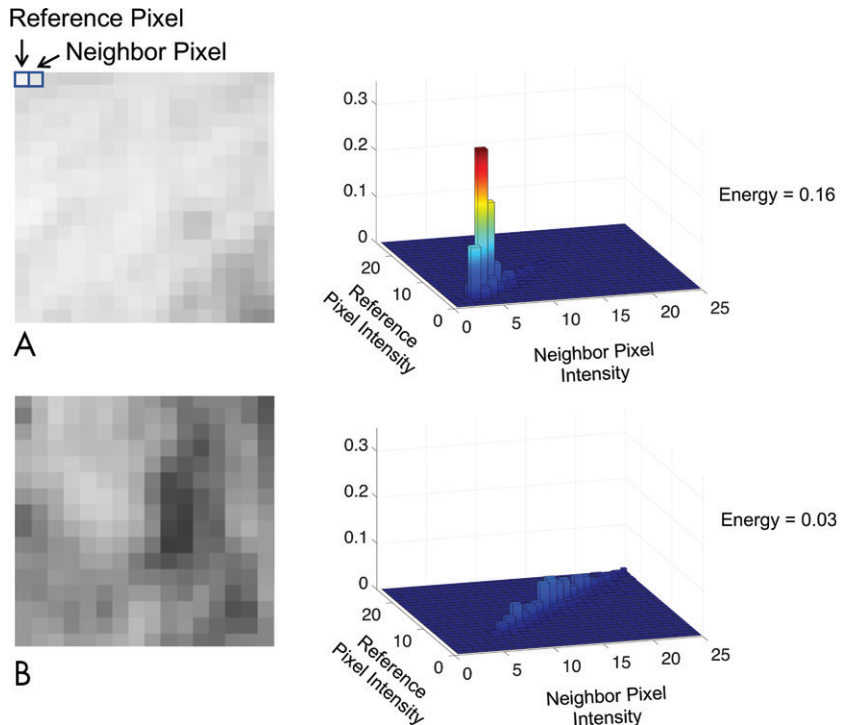 Reference Pixel
Neighbor Pixel
0.3
0.2
0.1
0
20
10
0
Reference
Pixel Intensity
0
5
10
15
20
25
Neighbor Pixel
Intensity
Energy = 0.16
A
0.3
0.2
0.1
0
20
10
0
Reference
Pixel Intensity
0
5
10
15
20
25
Neighbor Pixel
Intensity
Energy = 0.03
B